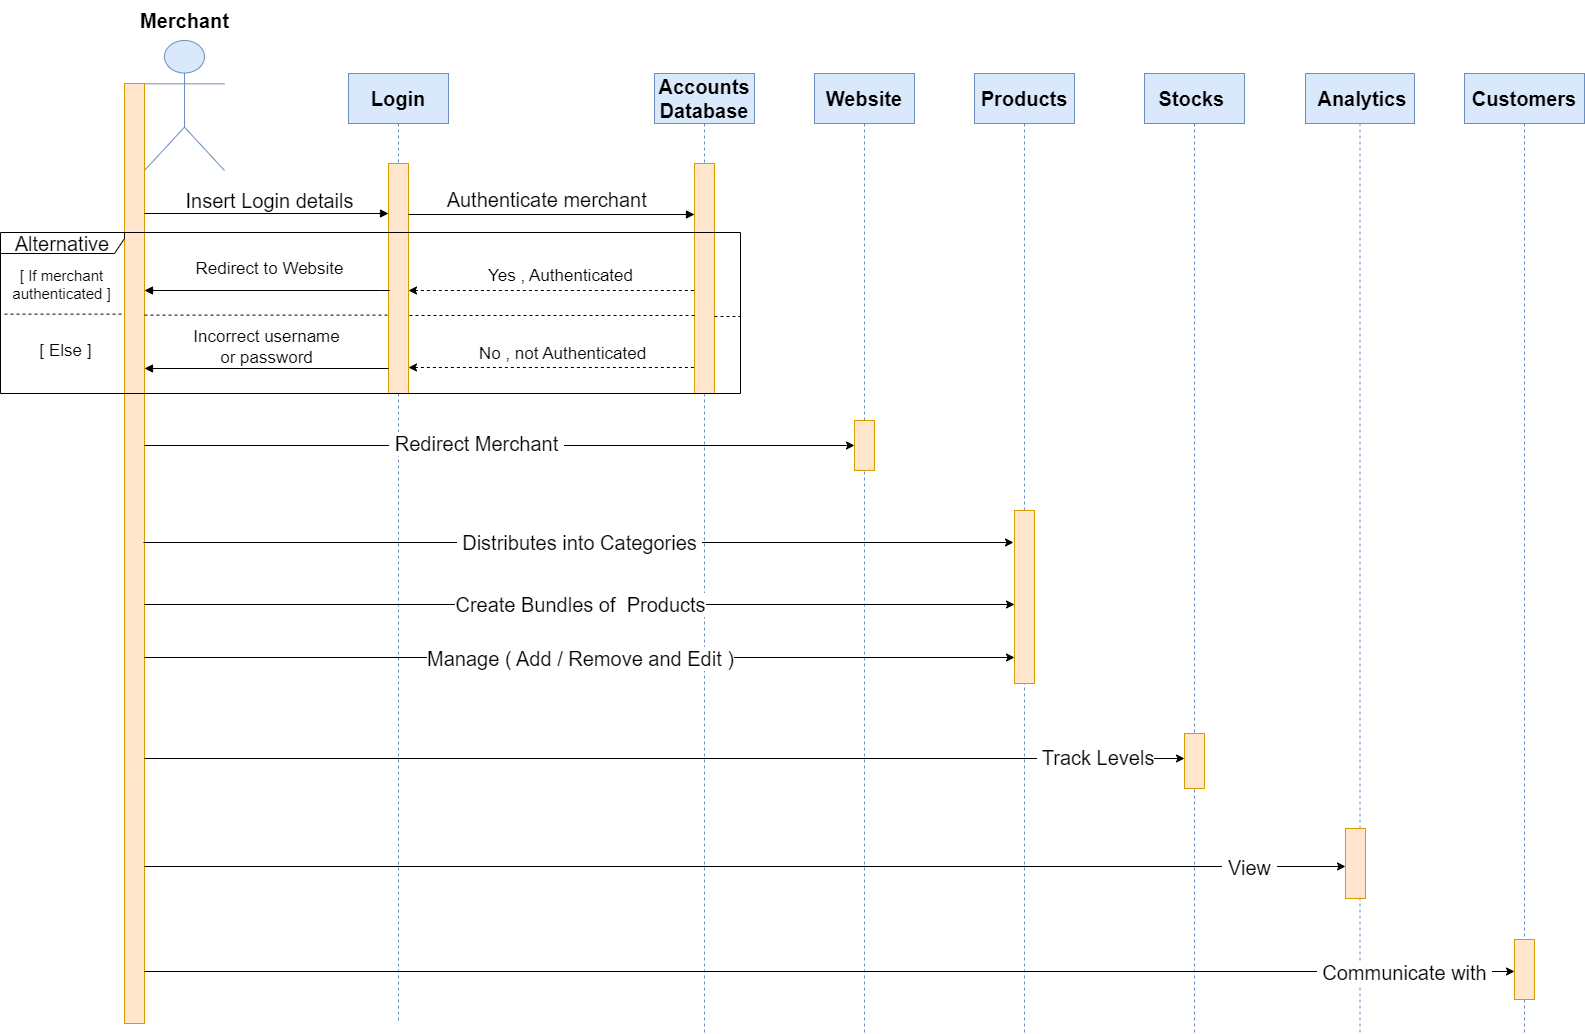 Merchant
Login
Accounts
Database
Website
Products
Stocks
Analytics
Customers
Insert Login details
Authenticate merchant
Alternative
[ If merchant
authenticated ]
Redirect to Website
Yes , Authenticated
[ Else ]
Incorrect username
or password
No , not Authenticated
Redirect Merchant
Distributes into Categories
Create Bundles of  Products
Manage ( Add / Remove and Edit )
Track Levels
View
Communicate with